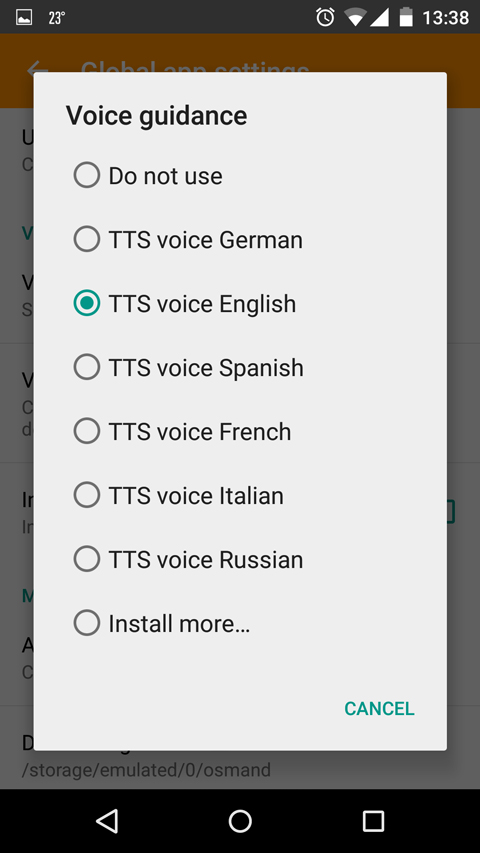 23°
13:38
Global app settings
Voice guidance
Do not use
TTS voice German
TTS voice English
TTS voice Spanish
TTS voice French
TTS voice Italian
TTS voice Russian
Install more…
CANCEL
/storage/emulated/0/osmand